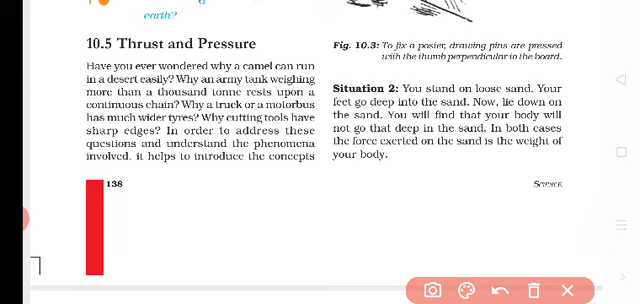 earth?
10.5 Thrust and Pressure
Have you ever wondered why a camel can run
in a desert easily? Why an army tank weighing
more than a thousand tonne rests upon a
continuous chain? Why a truck or a motorbus
has much wider tyres? Why cutting tools have
sharp edges? In order to address these
questions and understand the phenomena
involved, it helps to introduce the concepts
Fig. 10.3: To fix a poster, drawing pins are pressed
with the thumb perpendicular to the board.
Situation 2: You stand on loose sand. Your
feet go deep into the sand. Now, lie down on
the sand. You will find that your body will
not go that deep in the sand. In both cases
the force exerted on the sand is the weight of
your body.
138
SCIENCE